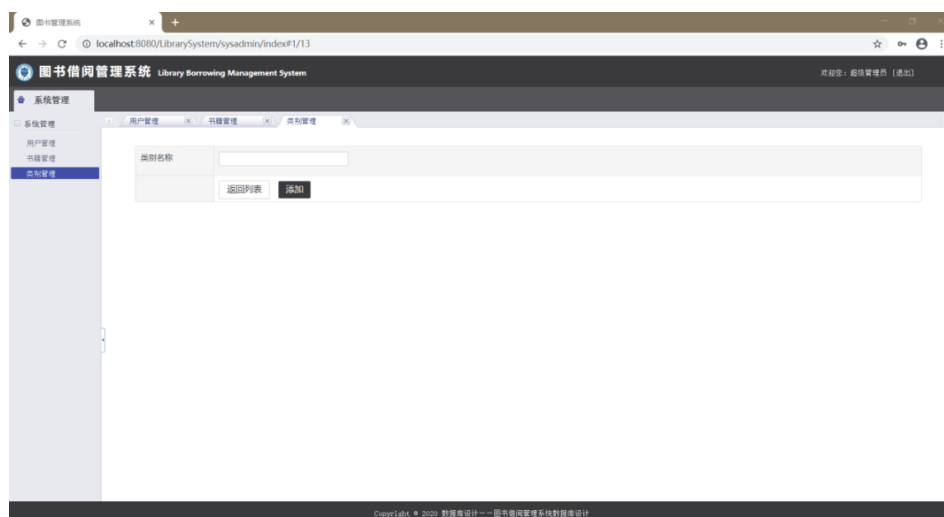 图书管理系统
localhost:8080/LibrarySystem/sysadmin/index#1/13
图书借阅管理系统 Library Borrowing Management System
欢迎您：超级管理员 [退出]
系统管理
系统管理
用户管理 书籍管理 类别管理
用户管理
书籍管理
类别管理
类别名称
返回列表 添加
Copyright © 2020 数据库设计——图书借阅管理系统数据库设计